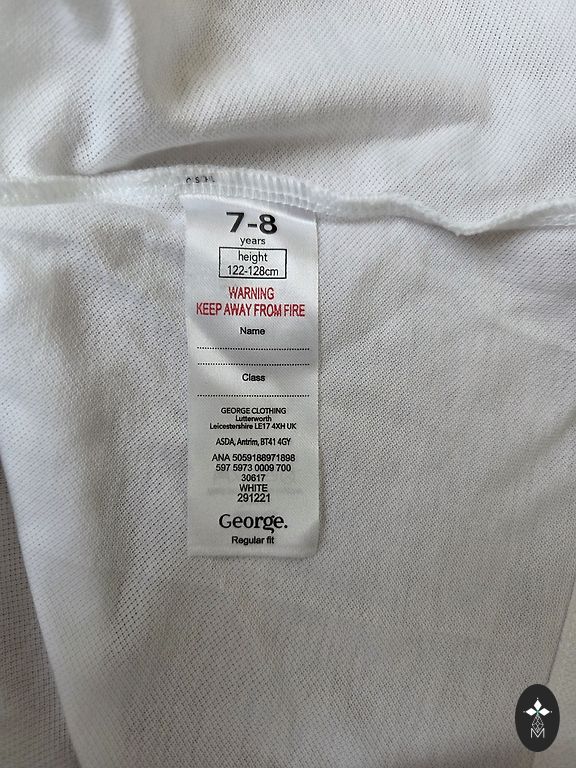 7-8
years
height
122-128cm
WARNING
KEEP AWAY FROM FIRE
Name
Class
GEORGE CLOTHING
Lutterworth
Leicestershire LE17 4XH UK
ASDA, Antrim, BT41 4GY
ANA 5059188971898
597 5973 0009 700
30617
WHITE
291221
George.
Regular fit
M